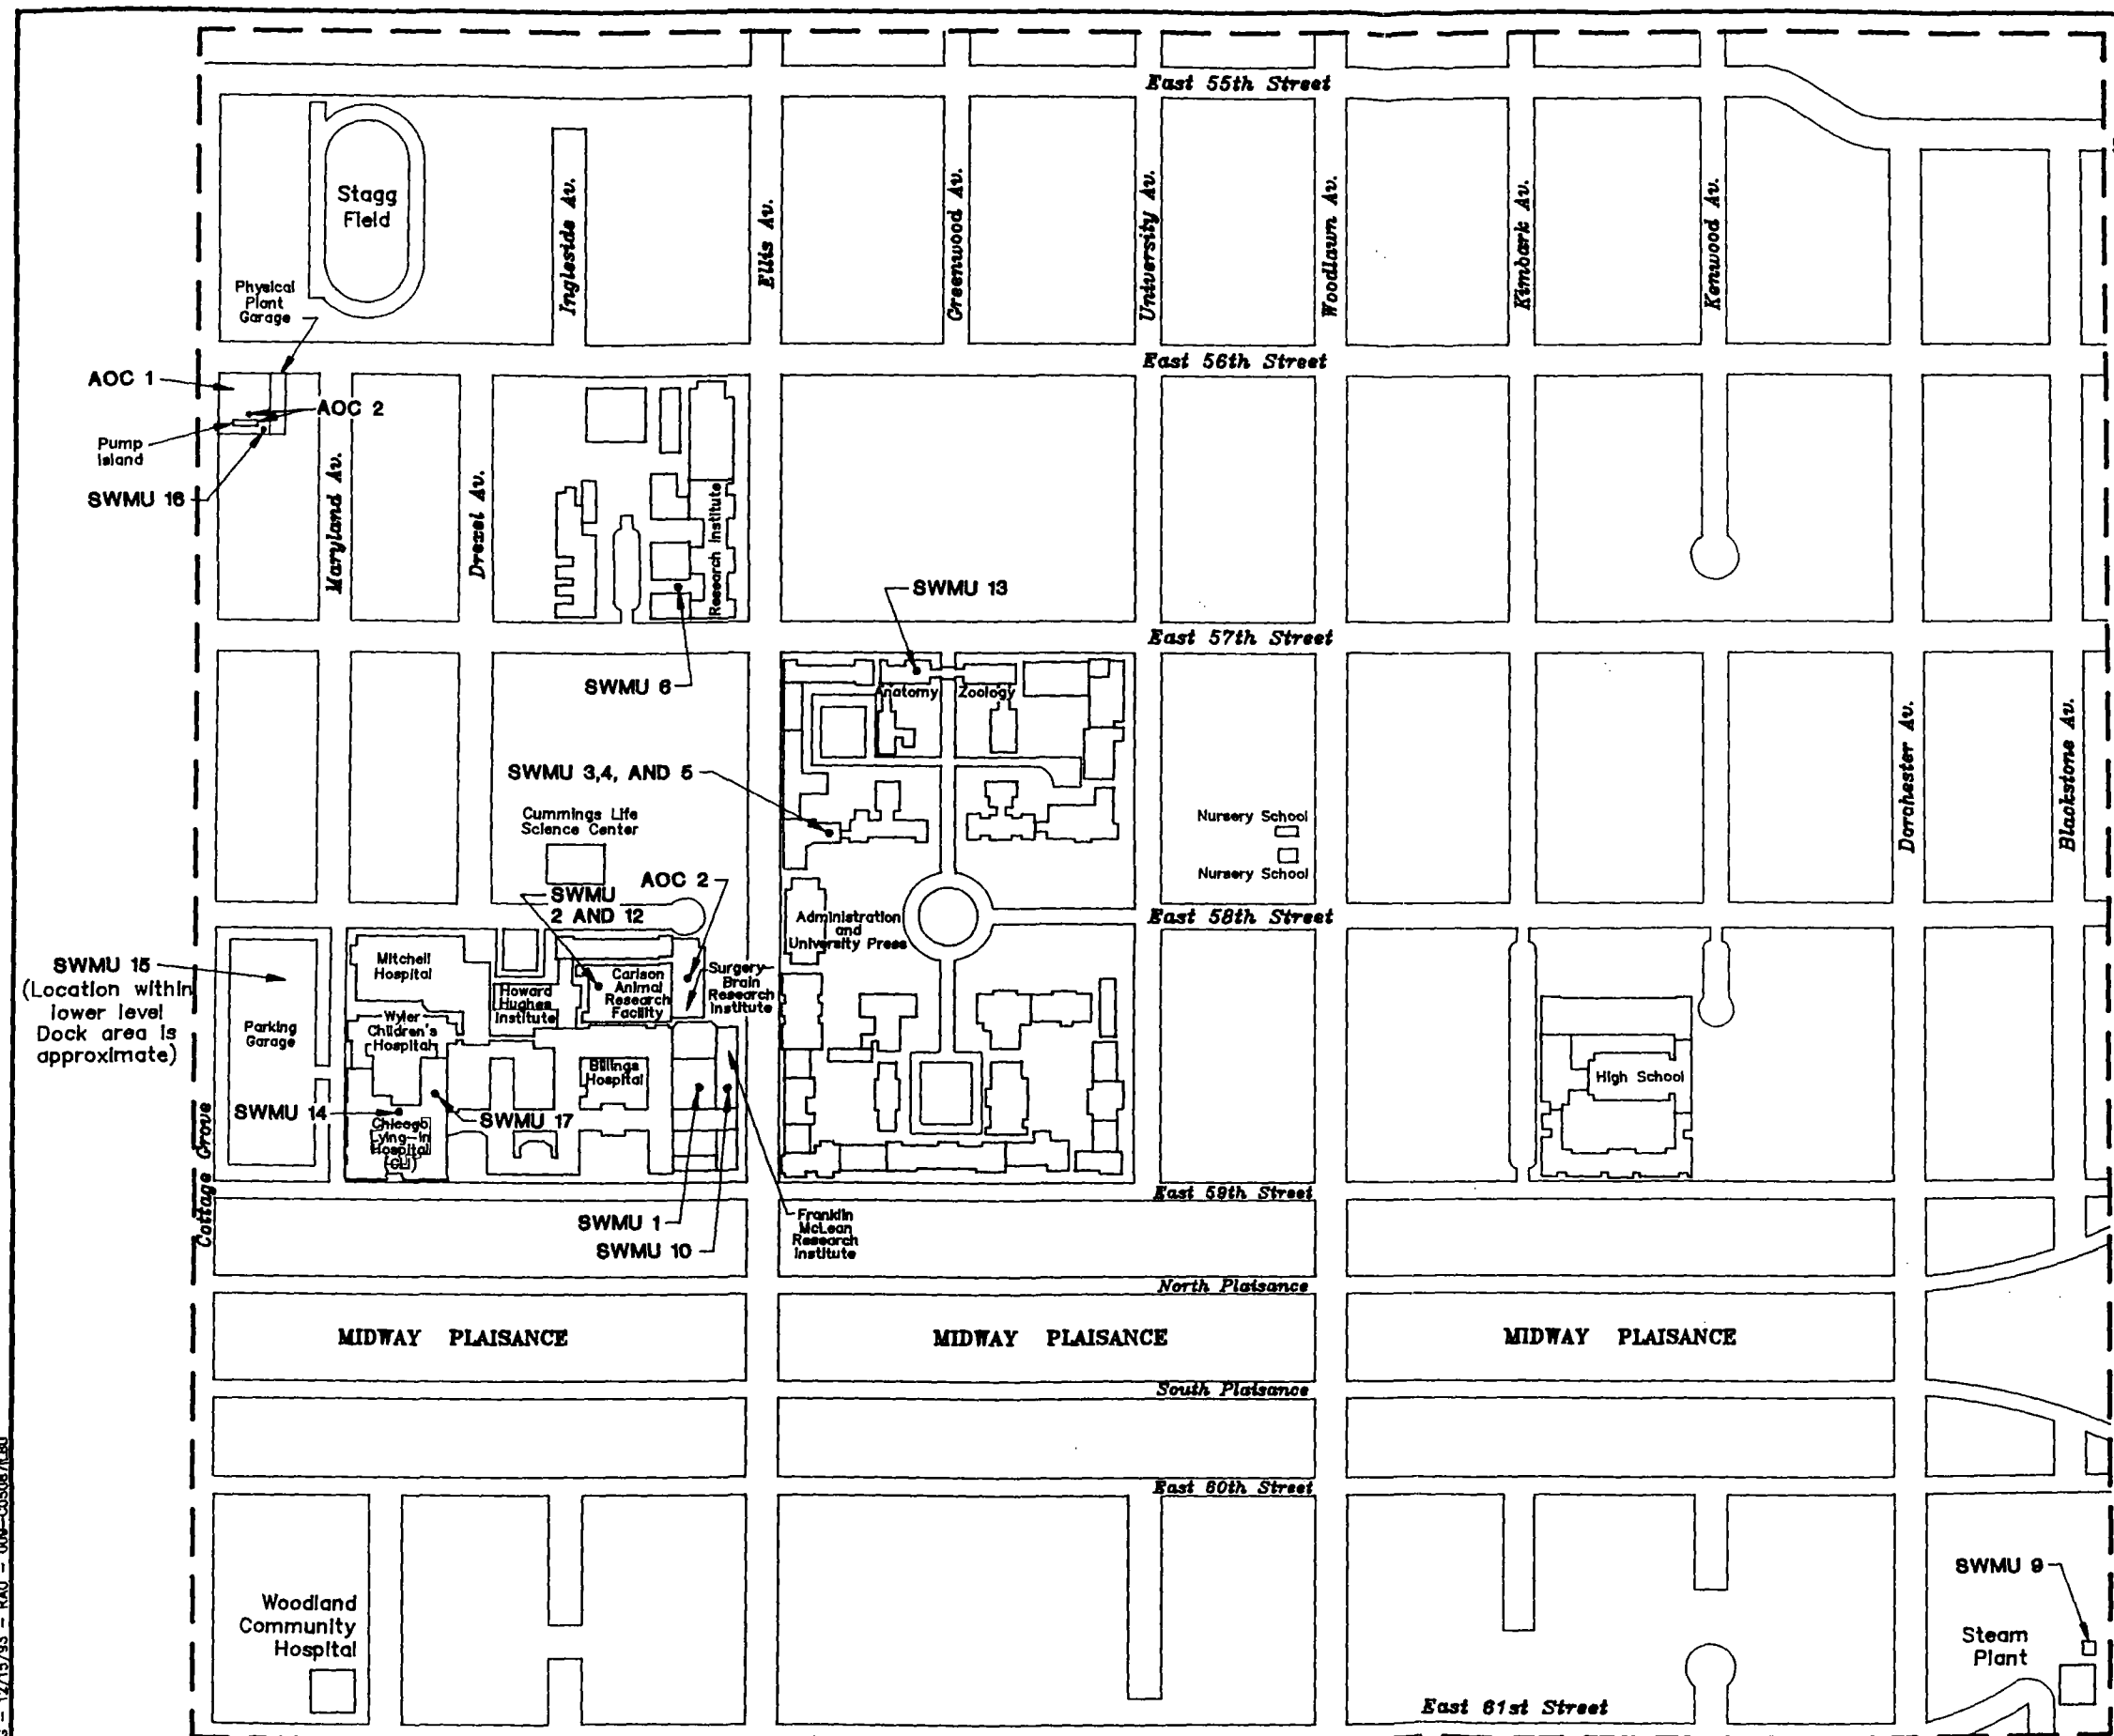 East 55th Street
Stagg
Field
Ingleside Av.
Ellis Av.
Greenwood Av.
University Av.
Woodlawn Av.
Kimbark Av.
Kenwood Av.
Physical
Plant
Garage
East 56th Street
AOC 1
AOC 2
Pump
Island
SWMU 16
Maryland Av.
Drexel Av.
Research Institute
SWMU 13
East 57th Street
SWMU 6
Anatomy
Zoology
Dorchester Av.
Blackstone Av.
SWMU 3,4, AND 5
Cummings Life
Science Center
Nursery School
Nursery School
AOC 2
SWMU
2 AND 12
Administration
and
University Press
East 58th Street
SWMU 15
(Location within
lower level
Dock area is
approximate)
Mitchell
Hospital
Howard
Hughes
Institute
Carlson
Animal
Research
Facility
Surgery-
Brain
Research
Institute
Parking
Garage
Wyler
Children's
Hospital
Billings
Hospital
High School
SWMU 14
SWMU 17
Chicago
Lying-in
Hospital
(CLI)
Cottage Grove
East 59th Street
SWMU 1
SWMU 10
Franklin
McLean
Research
Institute
North Plaisance
MIDWAY PLAISANCE
MIDWAY PLAISANCE
MIDWAY PLAISANCE
South Plaisance
East 60th Street
Woodland
Community
Hospital
SWMU 9
Steam
Plant
East 61st Street